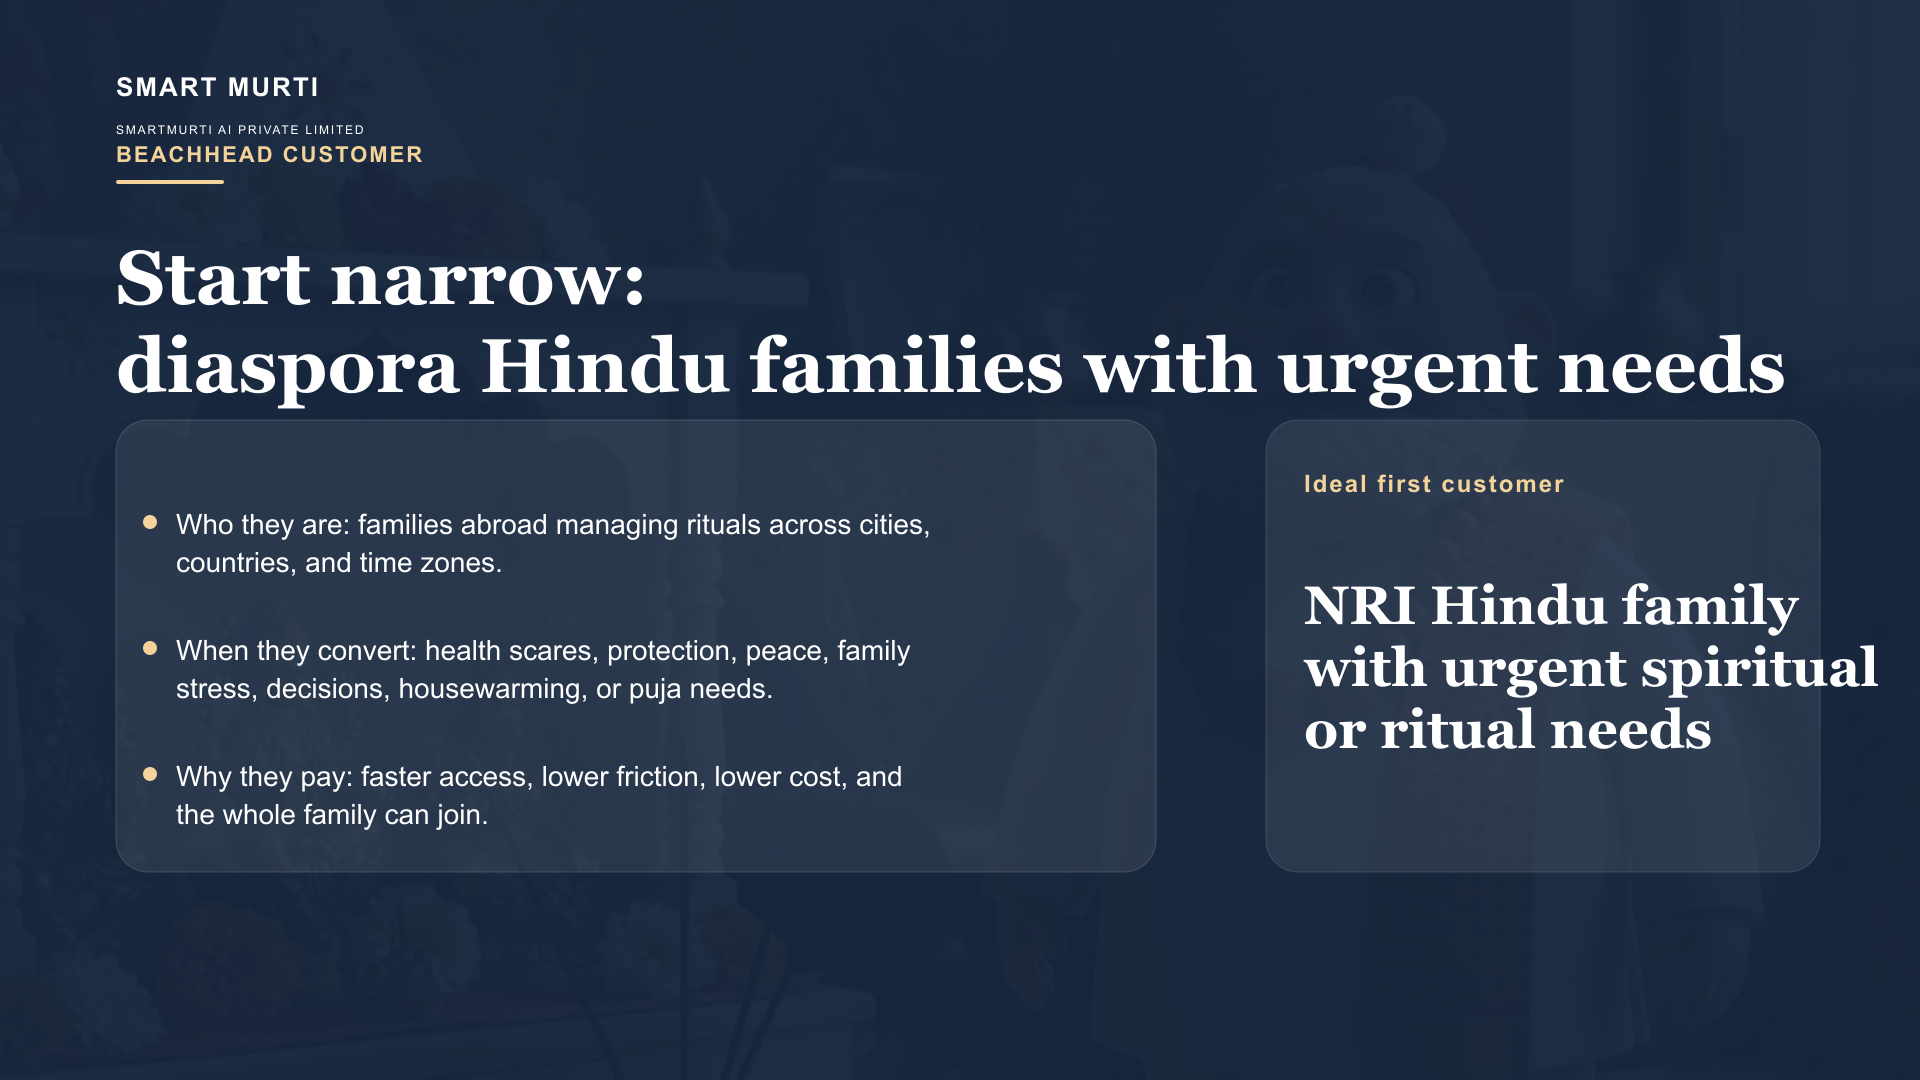 SMART MURTI
SMARTMURTI AI PRIVATE LIMITED
BEACHHEAD CUSTOMER
Start narrow:
diaspora Hindu families with urgent needs
Who they are: families abroad managing rituals across cities,
countries, and time zones.
When they convert: health scares, protection, peace, family
stress, decisions, housewarming, or puja needs.
Why they pay: faster access, lower friction, lower cost, and
the whole family can join.
Ideal first customer
NRI Hindu family
with urgent spiritual
or ritual needs